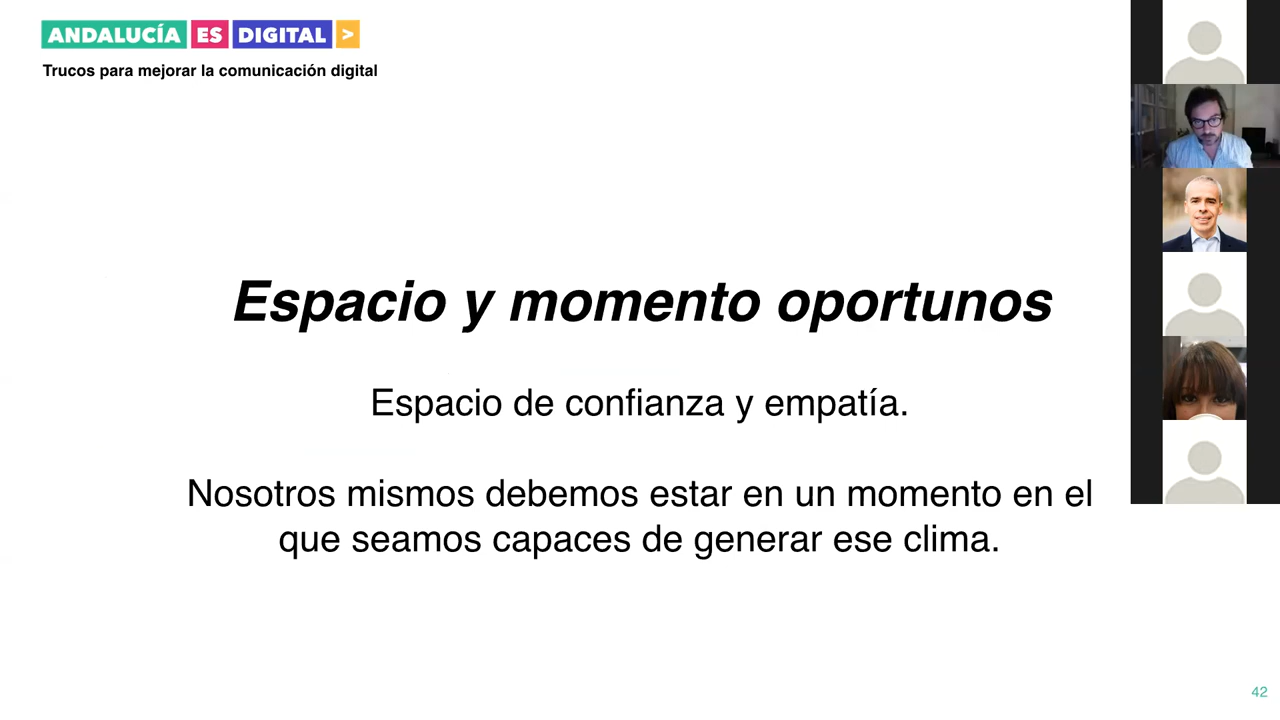 ANDALUCÍA ES DIGITAL >
Trucos para mejorar la comunicación digital
Espacio y momento oportunos
Espacio de confianza y empatía.
Nosotros mismos debemos estar en un momento en el
que seamos capaces de generar ese clima.
42